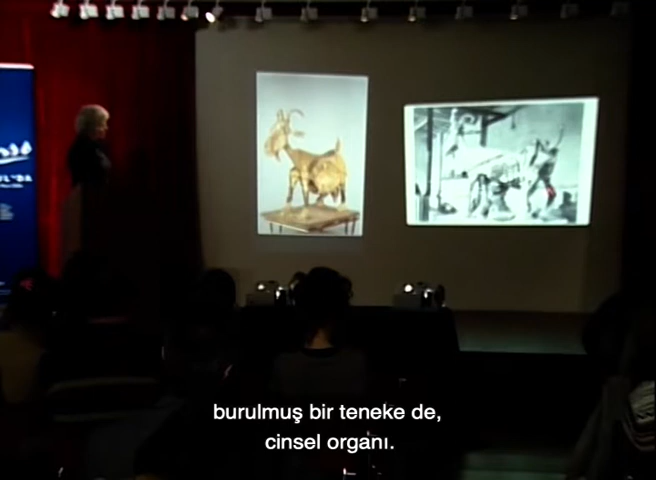 burulmuş bir teneke de,
cinsel organı.